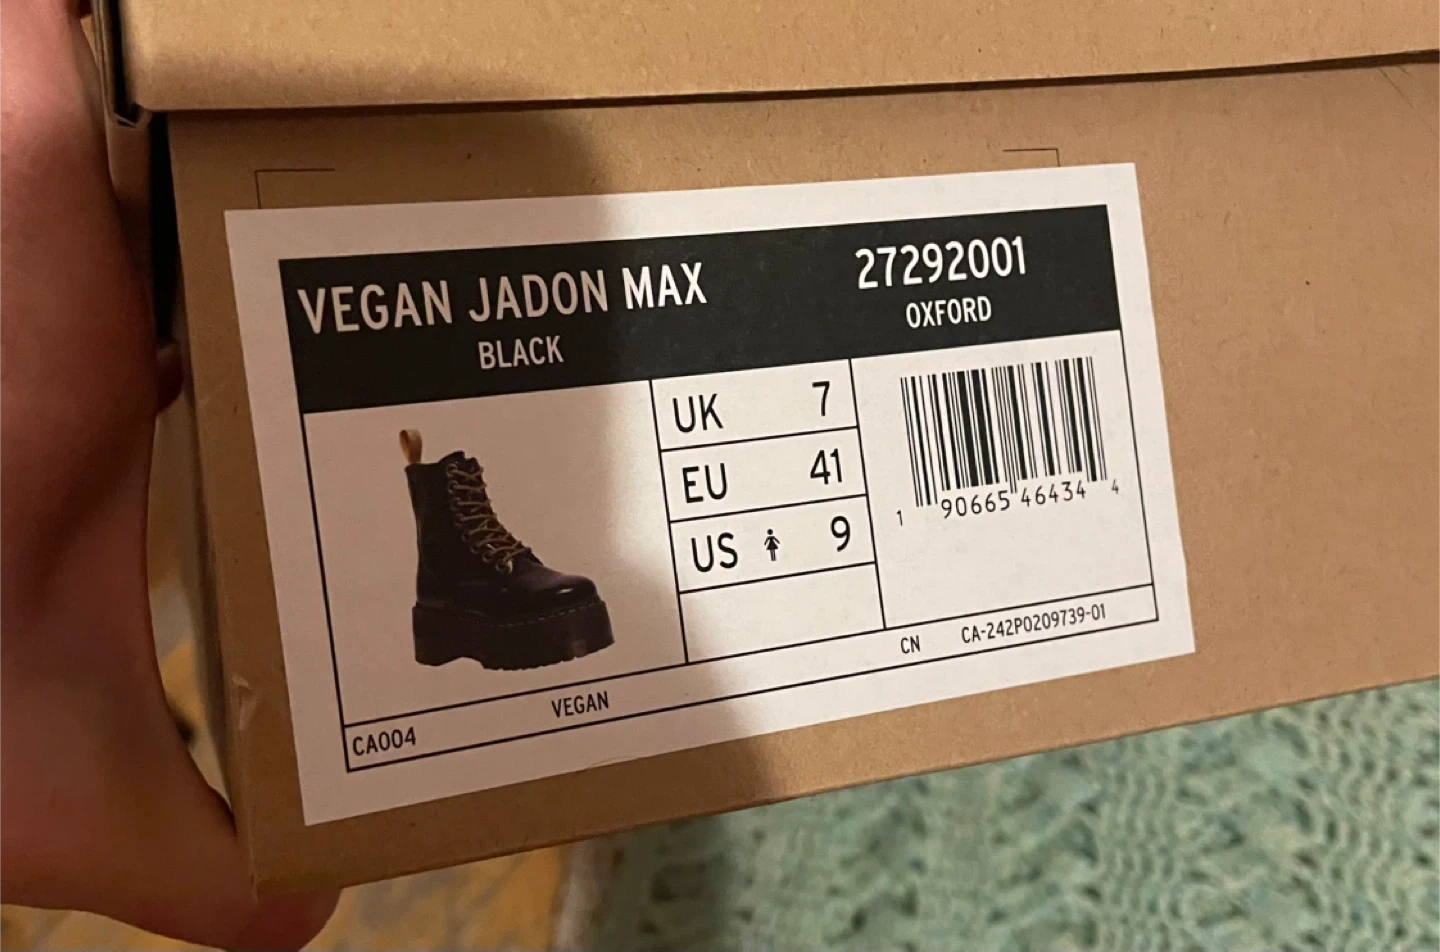 VEGAN JADON MAX
BLACK
27292001
OXFORD
UK 7
EU 41
US 9
1 90665 46434 4
CN CA-242P0209739-01
VEGAN
CA004